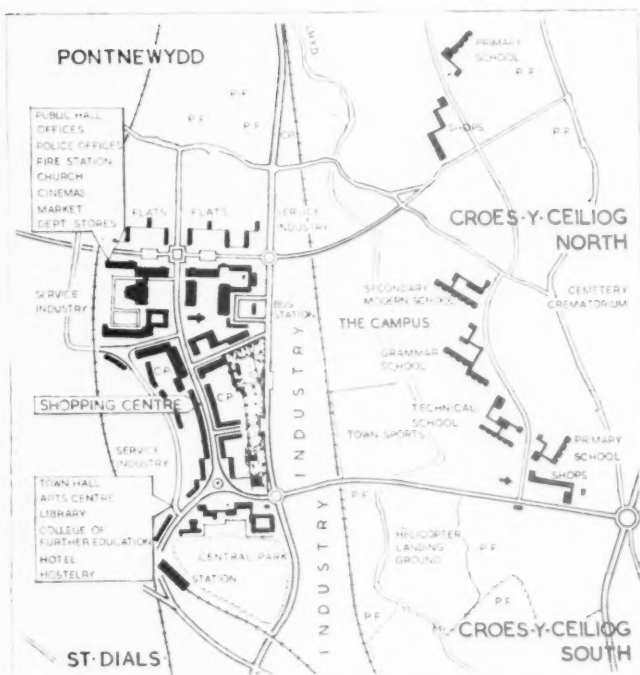 PONTNEWYDD
PUBLIC HALL
OFFICES
POLICE OFFICES
FIRE STATION
CHURCH
CINEMAS
MARKET
DEPT. STORES
P.F.
P.F.
P.F.
P.F.
PRIMARY
SCHOOL
P.F.
SHOPS
P.F.
FLATS
FLATS
SERVICE
INDUSTRY
CROES·Y·CEILIOG
NORTH
SERVICE
INDUSTRY
BUS
STATION
SECONDARY
MODERN SCHOOL
CEMETERY
CREMATORIUM
THE CAMPUS
GRAMMAR
SCHOOL
C.P.
C.P.
SHOPPING CENTRE
INDUSTRY
TECHNICAL
SCHOOL
TOWN SPORTS
PRIMARY
SCHOOL
SHOPS
SERVICE
INDUSTRY
TOWN HALL
ARTS CENTRE
LIBRARY
COLLEGE OF
FURTHER EDUCATION
HOTEL
HOSTELRY
P.F.
CENTRAL PARK
STATION
INDUSTRY
HELICOPTER
LANDING
GROUND
P.F.
P.F.
P.F.
ST·DIALS
CROES·Y·CEILIOG
SOUTH